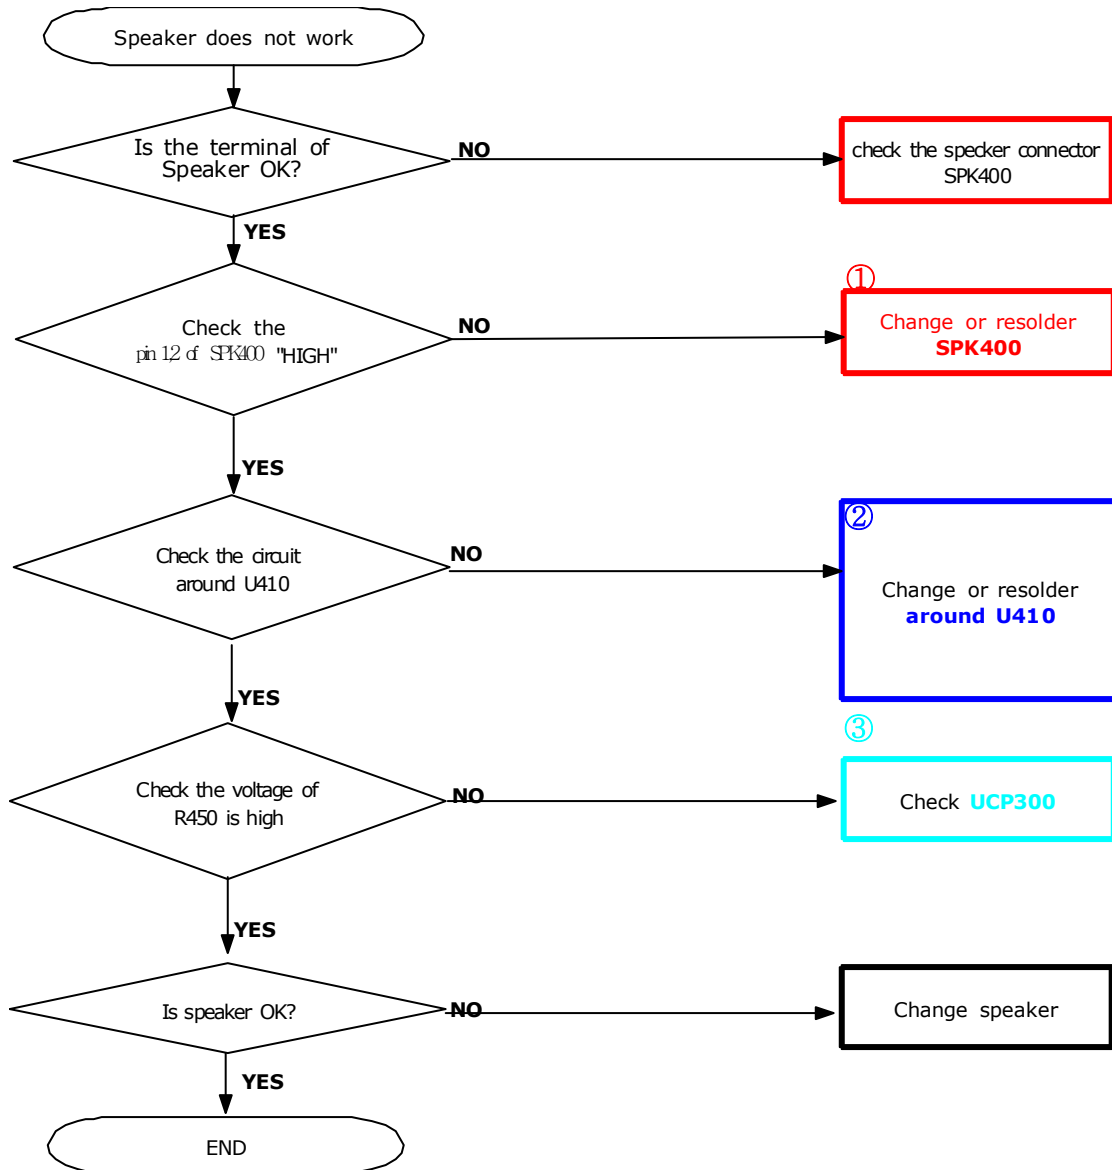 Speaker does not work
Is the terminal of
Speaker OK?
NO
check the specker connector
SPK400
YES
①
Check the
pin 1,2 of SPK400 "HIGH"
NO
Change or resolder
SPK400
YES
②
Check the circuit
around U410
NO
Change or resolder
around U410
YES
③
Check the voltage of
R450 is high
NO
Check UCP300
YES
Is speaker OK?
NO
Change speaker
YES
END